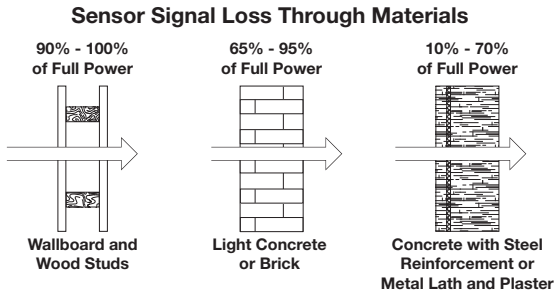 Sensor Signal Loss Through Materials
90% - 100%
of Full Power
65% - 95%
of Full Power
10% - 70%
of Full Power
Wallboard and
Wood Studs
Light Concrete
or Brick
Concrete with Steel
Reinforcement or
Metal Lath and Plaster